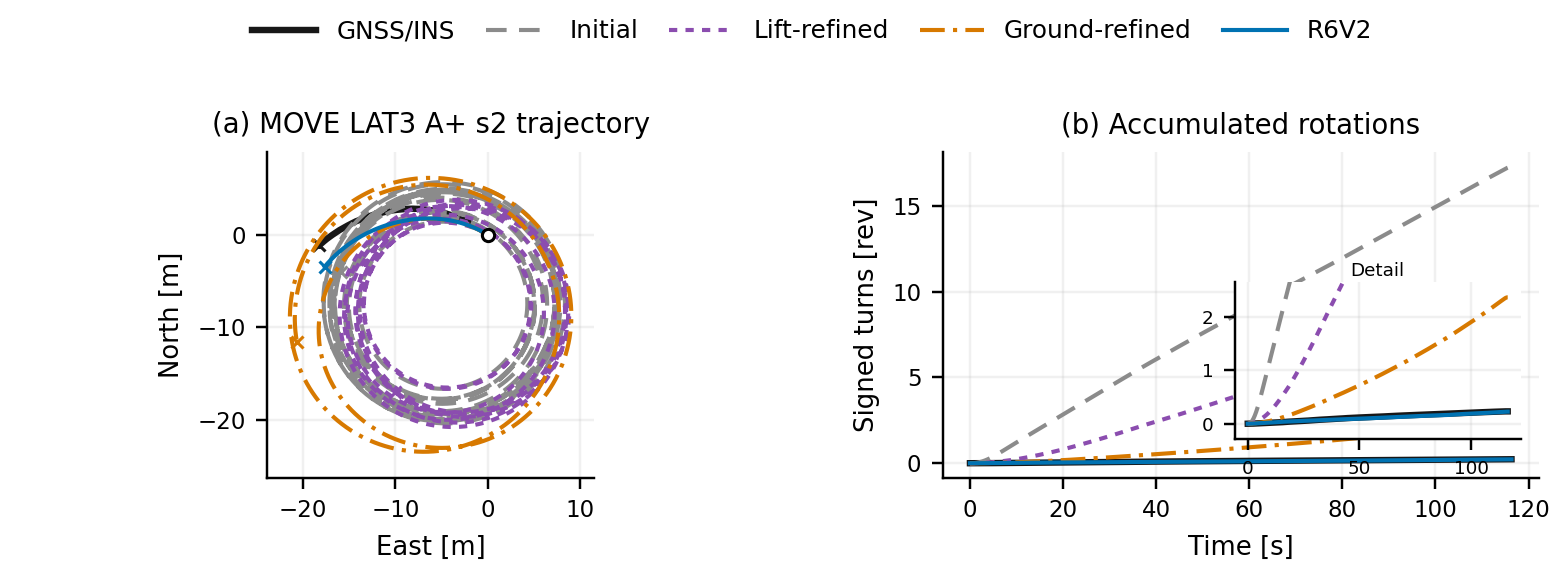 GNSS/INS Initial Lift-refined Ground-refined R6V2
(a) MOVE LAT3 A+ s2 trajectory
0
−10
−20
North [m]
−20 −10 0 10
East [m]
(b) Accumulated rotations
15
10
5
0
Signed turns [rev]
Detail
2
1
0
0 50 100
0 20 40 60 80 100 120
Time [s]